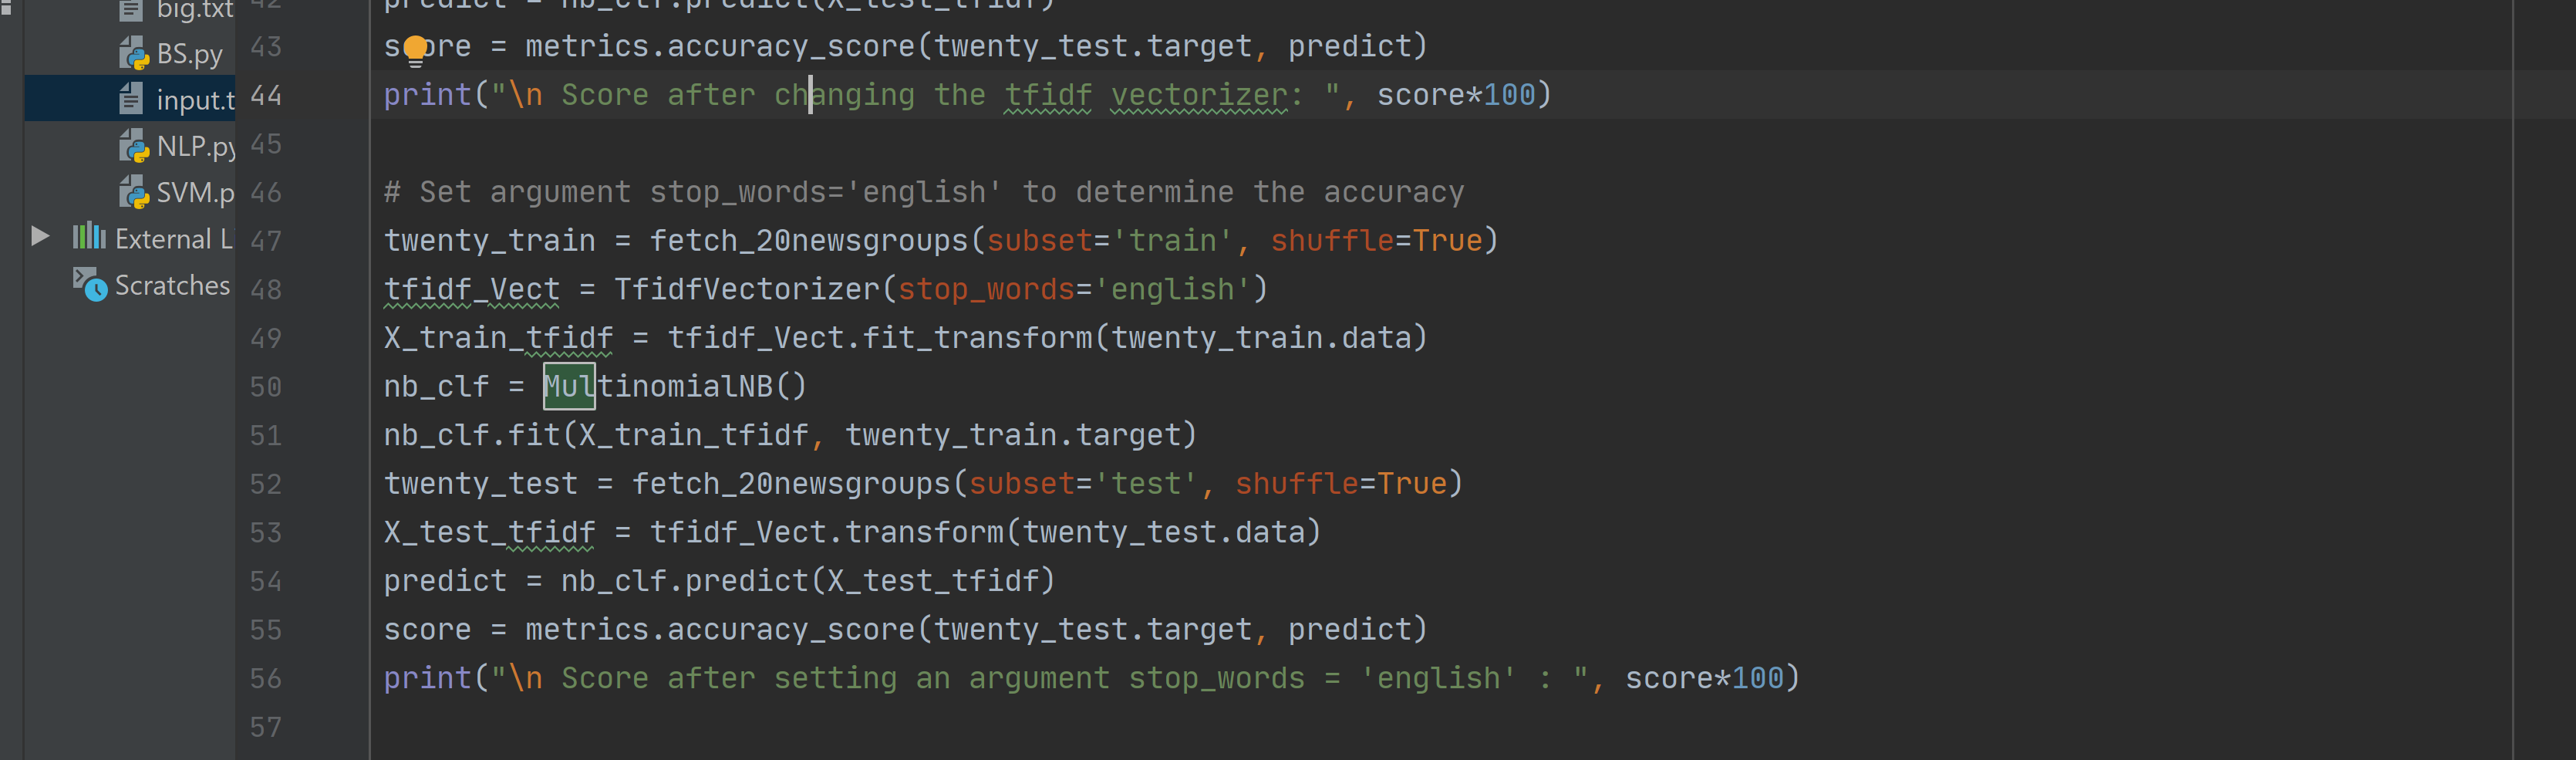 big.txt
BS.py
input.t
NLP.py
SVM.p
External L
Scratches
42 predict = nb_clf.predict(X_test_tfidf)
43 score = metrics.accuracy_score(twenty_test.target, predict)
44 print("\n Score after changing the tfidf vectorizer: ", score*100)
45
46 # Set argument stop_words='english' to determine the accuracy
47 twenty_train = fetch_20newsgroups(subset='train', shuffle=True)
48 tfidf_Vect = TfidfVectorizer(stop_words='english')
49 X_train_tfidf = tfidf_Vect.fit_transform(twenty_train.data)
50 nb_clf = MultinomialNB()
51 nb_clf.fit(X_train_tfidf, twenty_train.target)
52 twenty_test = fetch_20newsgroups(subset='test', shuffle=True)
53 X_test_tfidf = tfidf_Vect.transform(twenty_test.data)
54 predict = nb_clf.predict(X_test_tfidf)
55 score = metrics.accuracy_score(twenty_test.target, predict)
56 print("\n Score after setting an argument stop_words = 'english' : ", score*100)
57